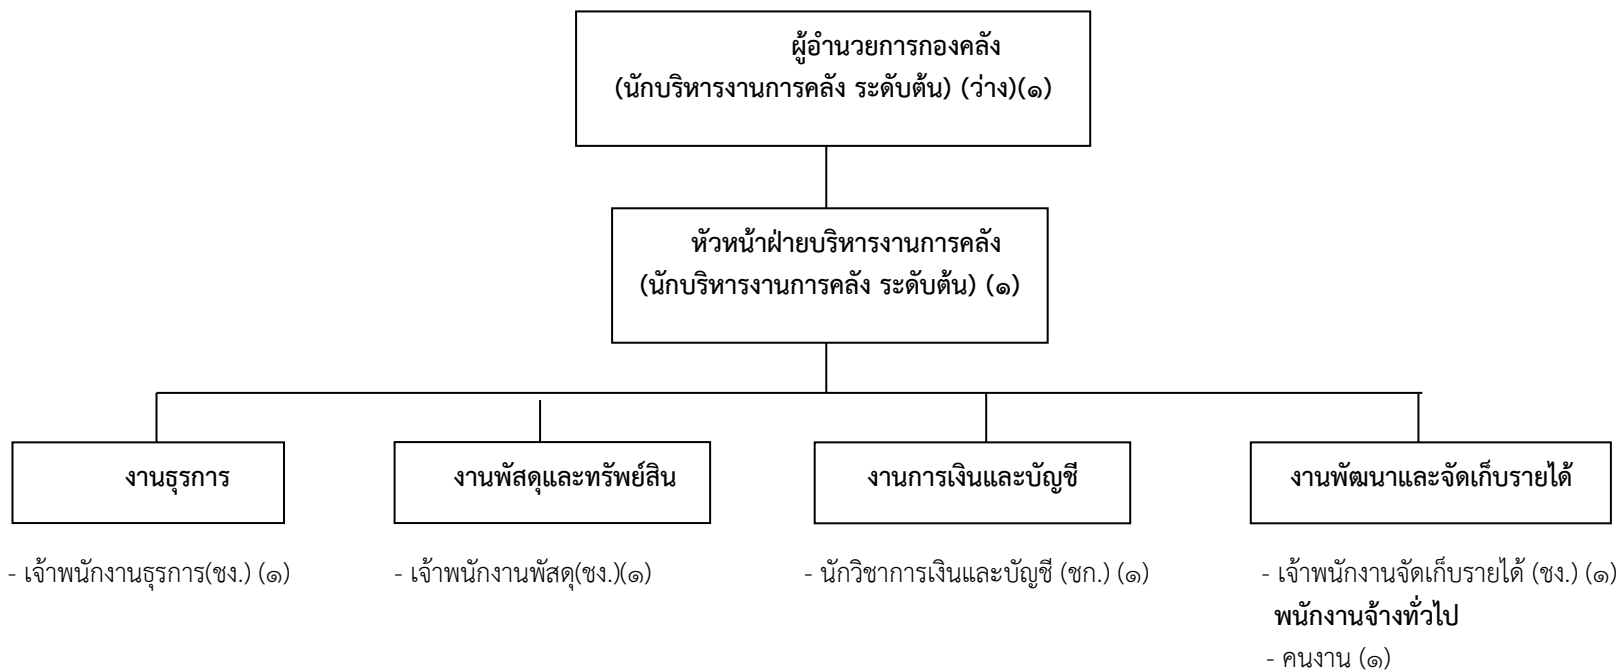 ผู้อำนวยการกองคลัง
(นักบริหารงานการคลัง ระดับต้น) (ว่าง)(๑)
หัวหน้าฝ่ายบริหารงานการคลัง
(นักบริหารงานการคลัง ระดับต้น) (๑)
งานธุรการ
- เจ้าพนักงานธุรการ(ชง.) (๑)
งานพัสดุและทรัพย์สิน
- เจ้าพนักงานพัสดุ(ชง.)(๑)
งานการเงินและบัญชี
- นักวิชาการเงินและบัญชี (ชก.) (๑)
งานพัฒนาและจัดเก็บรายได้
- เจ้าพนักงานจัดเก็บรายได้ (ชง.) (๑)
พนักงานจ้างทั่วไป
- คนงาน (๑)